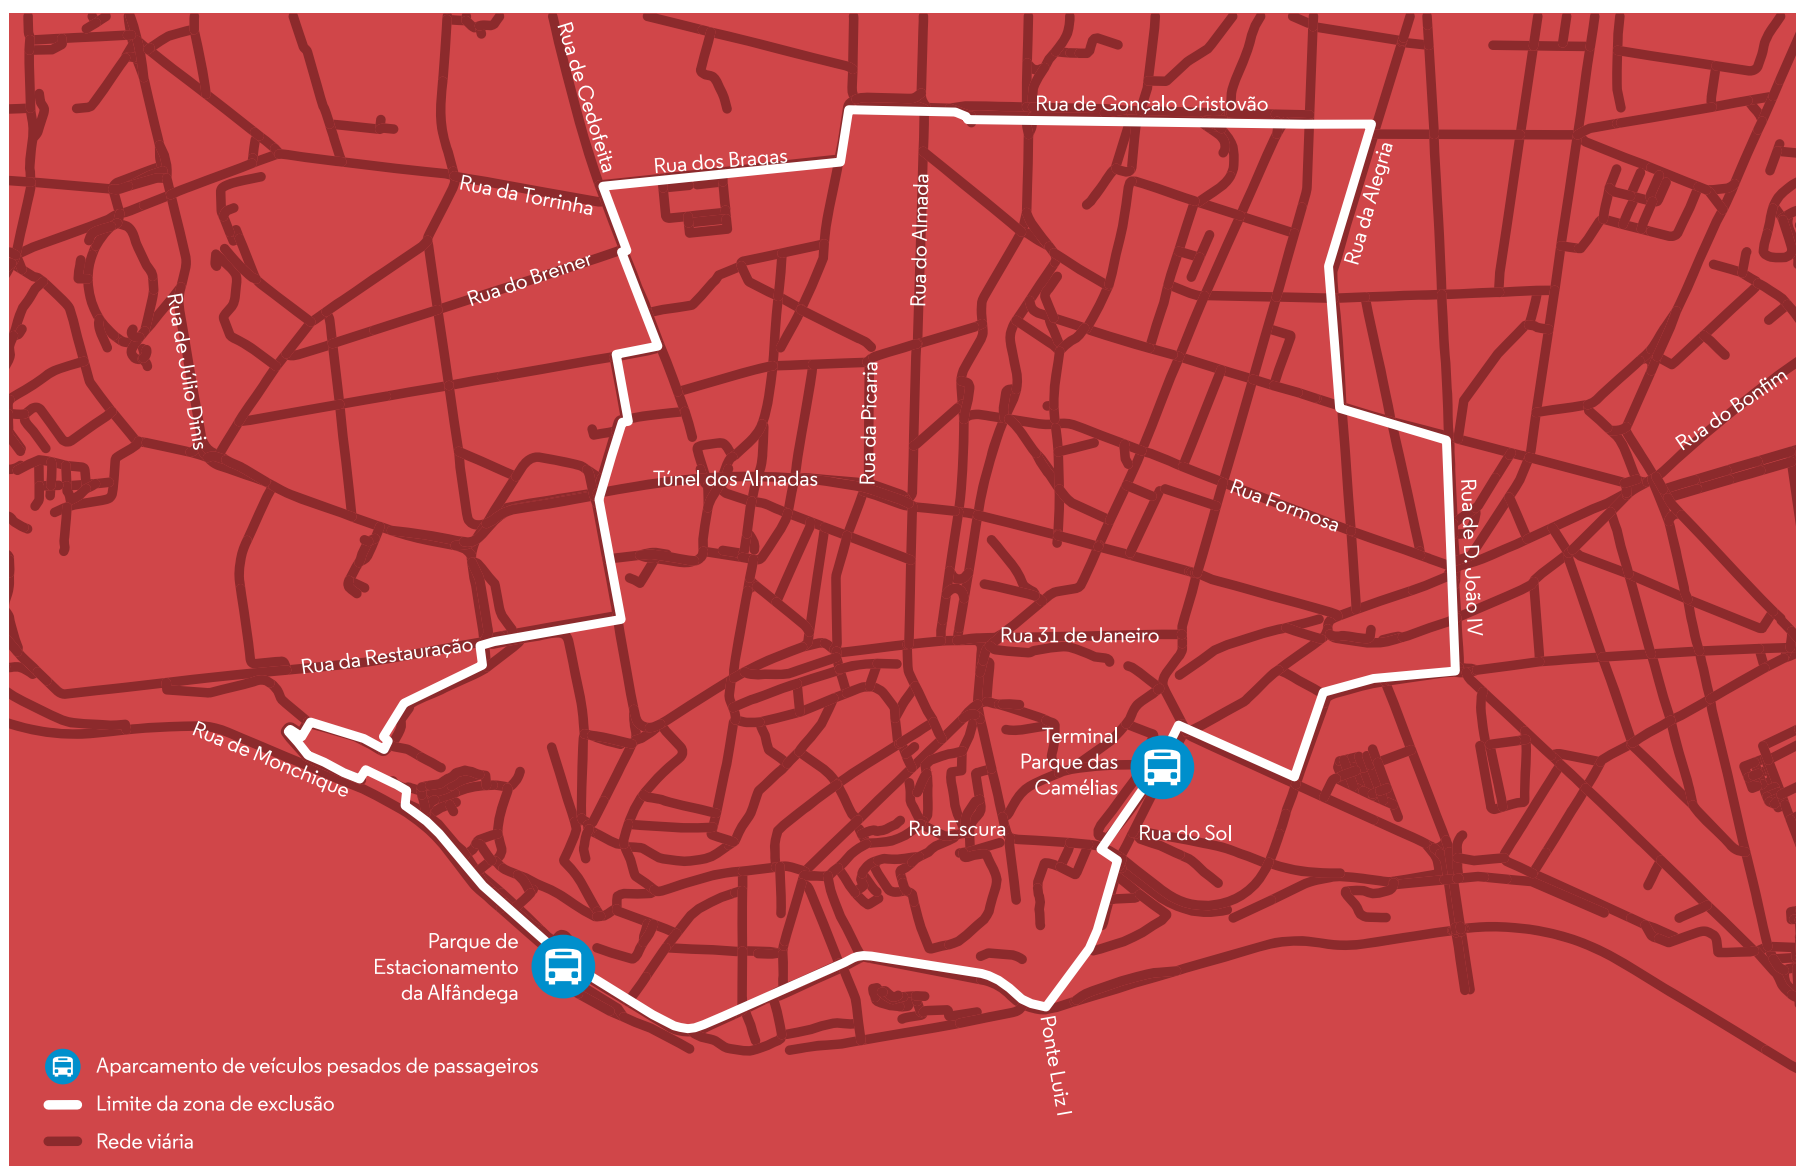 Rua de Cedofeita
Rua de Gonçalo Cristovão
Rua dos Bragas
Rua da Torrinha
Rua da Alegria
Rua do Almada
Rua do Breiner
Rua de Júlio Dinis
Rua da Picaria
Rua do Bonfim
Túnel dos Almadas
Rua Formosa
Rua de D. João IV
Rua 31 de Janeiro
Rua da Restauração
Rua de Monchique
Terminal
Parque das
Camélias
Rua Escura
Rua do Sol
Parque de
Estacionamento
da Alfândega
Ponte Luiz I
Aparcamento de veículos pesados de passageiros
Limite da zona de exclusão
Rede viária